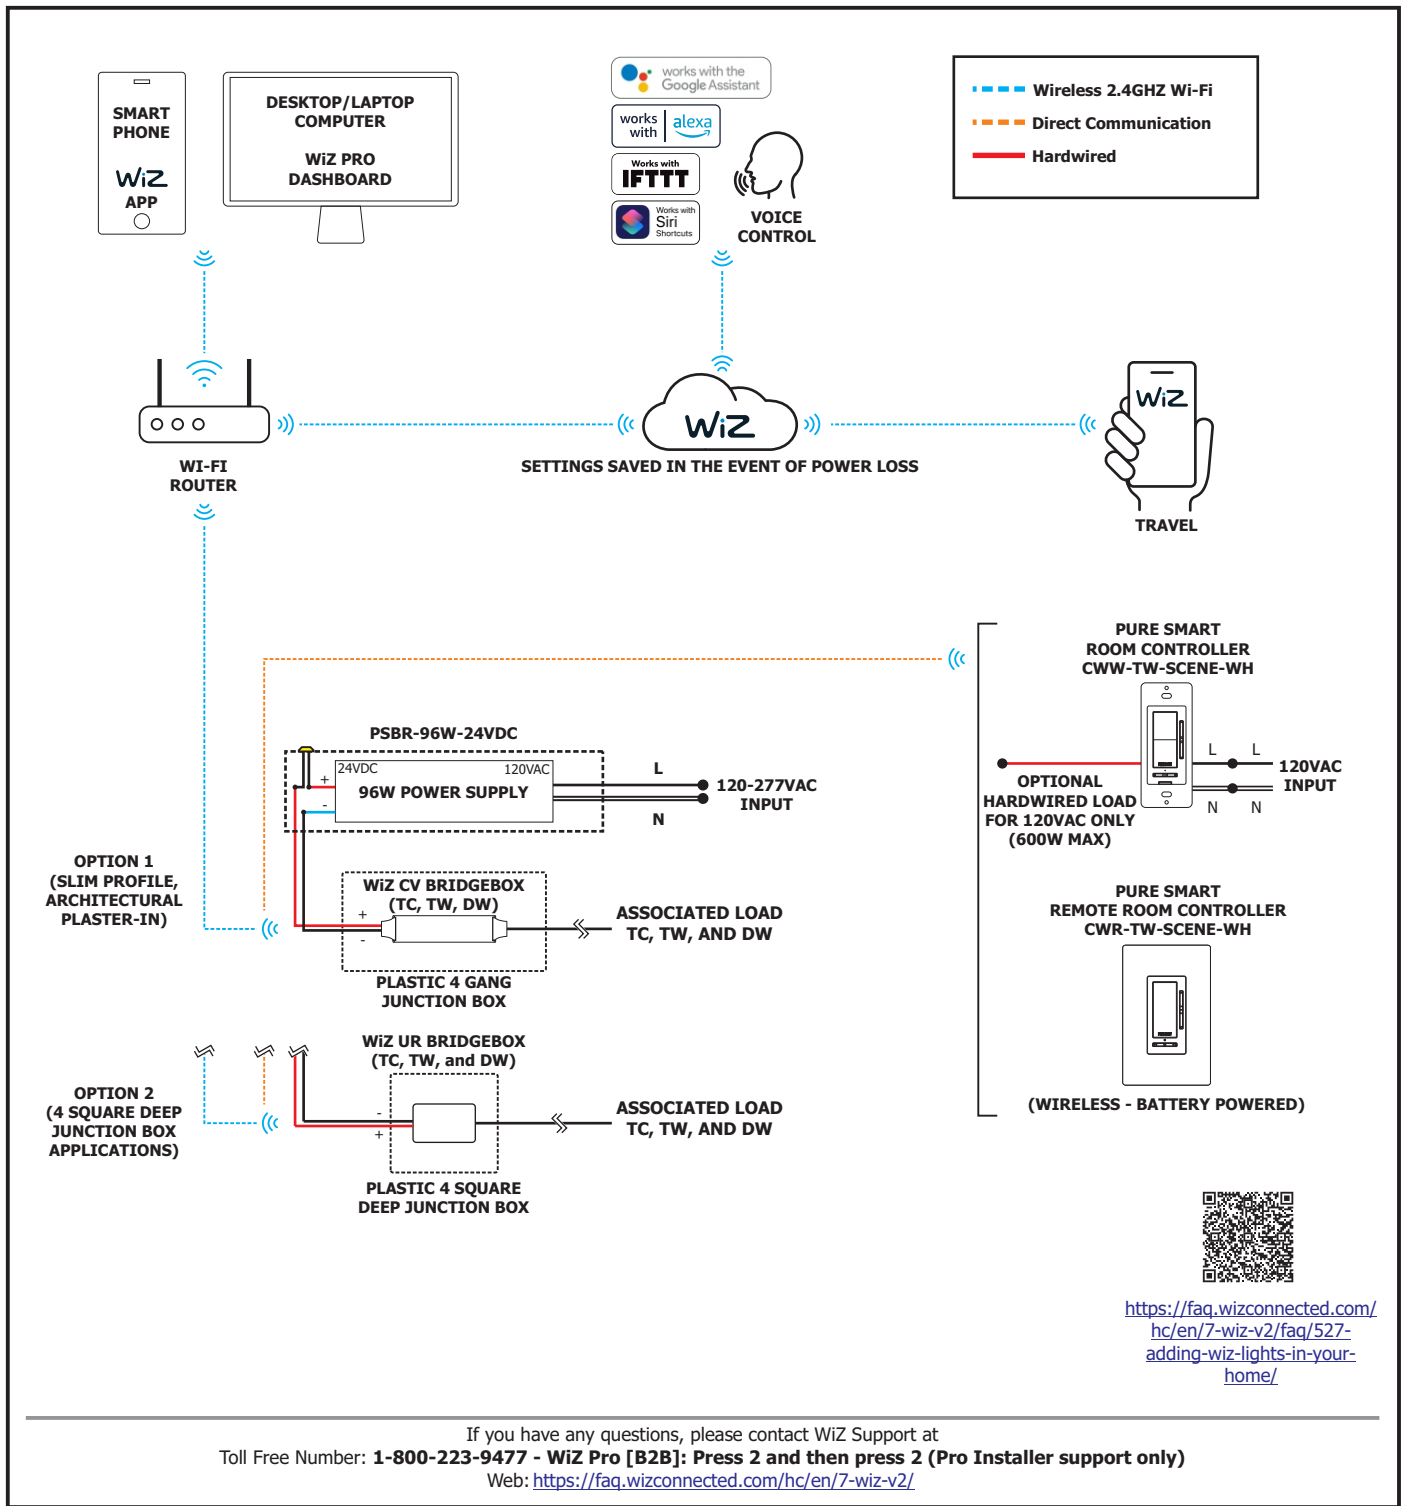 SMART
PHONE
WiZ
APP
DESKTOP/LAPTOP
COMPUTER
WiZ PRO
DASHBOARD
works with the
Google Assistant
works
with
alexa
Works with
IFTTT
Works with
Siri
Shortcuts
VOICE
CONTROL
Wireless 2.4GHZ Wi-Fi
Direct Communication
Hardwired
WI-FI
ROUTER
WiZ
SETTINGS SAVED IN THE EVENT OF POWER LOSS
WiZ
TRAVEL
PSBR-96W-24VDC
24VDC
120VAC
+
96W POWER SUPPLY
-
L
N
120-277VAC
INPUT
OPTION 1
(SLIM PROFILE,
ARCHITECTURAL
PLASTER-IN)
WiZ CV BRIDGEBOX
(TC, TW, DW)
+
-
ASSOCIATED LOAD
TC, TW, AND DW
PLASTIC 4 GANG
JUNCTION BOX
WiZ UR BRIDGEBOX
(TC, TW, and DW)
OPTION 2
(4 SQUARE DEEP
JUNCTION BOX
APPLICATIONS)
-
+
ASSOCIATED LOAD
TC, TW, AND DW
PLASTIC 4 SQUARE
DEEP JUNCTION BOX
PURE SMART
ROOM CONTROLLER
CWW-TW-SCENE-WH
L L
N N
120VAC
INPUT
OPTIONAL
HARDWIRED LOAD
FOR 120VAC ONLY
(600W MAX)
PURE SMART
REMOTE ROOM CONTROLLER
CWR-TW-SCENE-WH
(WIRELESS - BATTERY POWERED)
https://faq.wizconnected.com/
hc/en/7-wiz-v2/faq/527-
adding-wiz-lights-in-your-
home/
If you have any questions, please contact WiZ Support at
Toll Free Number: 1-800-223-9477 - WiZ Pro [B2B]: Press 2 and then press 2 (Pro Installer support only)
Web: https://faq.wizconnected.com/hc/en/7-wiz-v2/